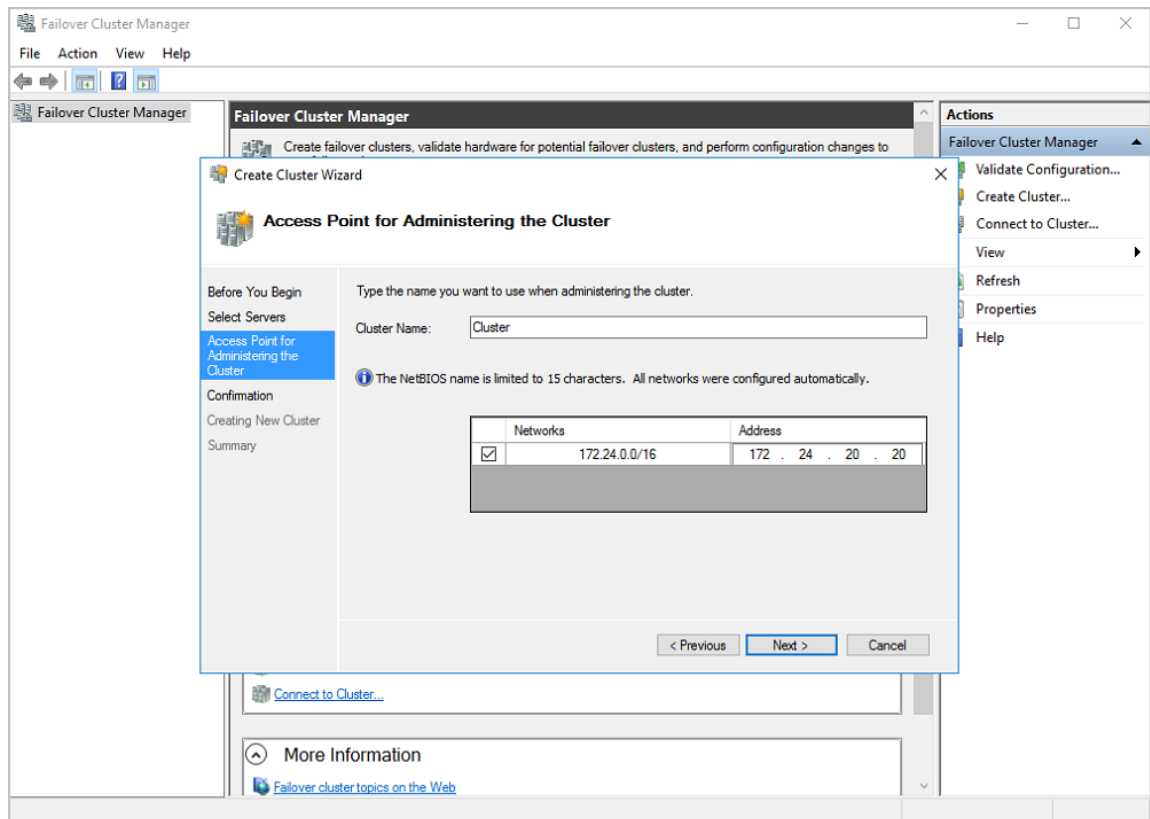 Failover Cluster Manager
File Action View Help
Failover Cluster Manager
Failover Cluster Manager
Create failover clusters, validate hardware for potential failover clusters, and perform configuration changes to
Actions
Failover Cluster Manager
Validate Configuration...
Create Cluster...
Connect to Cluster...
View
Refresh
Properties
Help
Create Cluster Wizard
Access Point for Administering the Cluster
Before You Begin
Select Servers
Access Point for
Administering the
Cluster
Confirmation
Creating New Cluster
Summary
Type the name you want to use when administering the cluster.
Cluster Name: Cluster
The NetBIOS name is limited to 15 characters. All networks were configured automatically.
Networks Address
172.24.0.0/16 172 . 24 . 20 . 20
< Previous Next > Cancel
Connect to Cluster...
More Information
Failover cluster topics on the Web